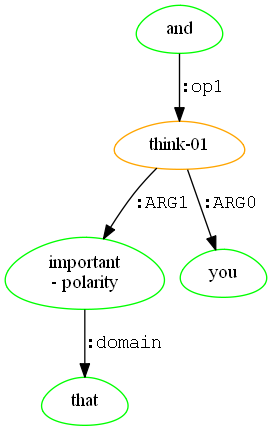 and
:op1
think-01
:ARG1
:ARG0
important
- polarity
you
:domain
that